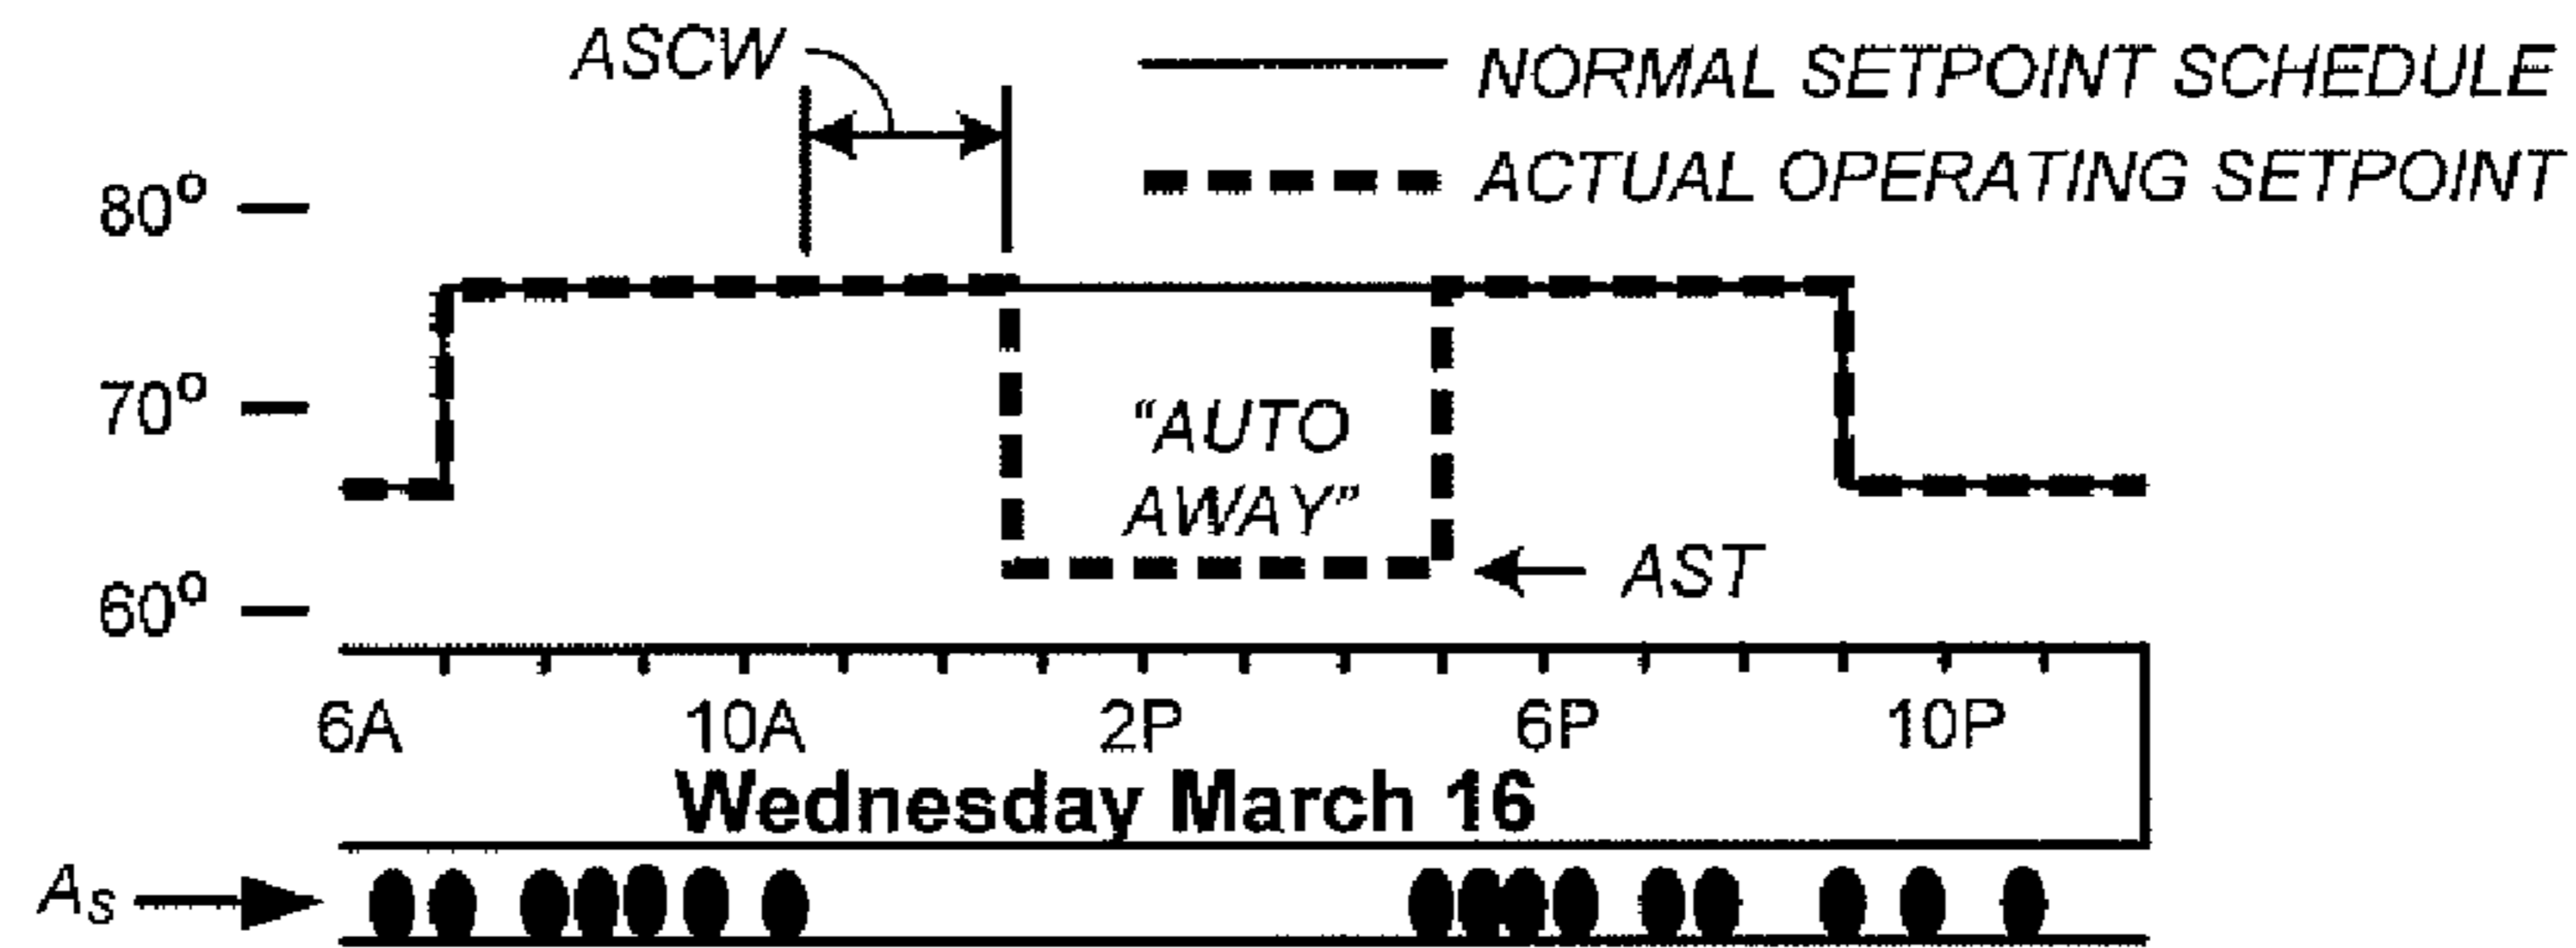 ASCW
NORMAL SETPOINT SCHEDULE
ACTUAL OPERATING SETPOINT
80°
70°
60°
“AUTO
AWAY”
AST
6A 10A 2P 6P 10P
Wednesday March 16
As